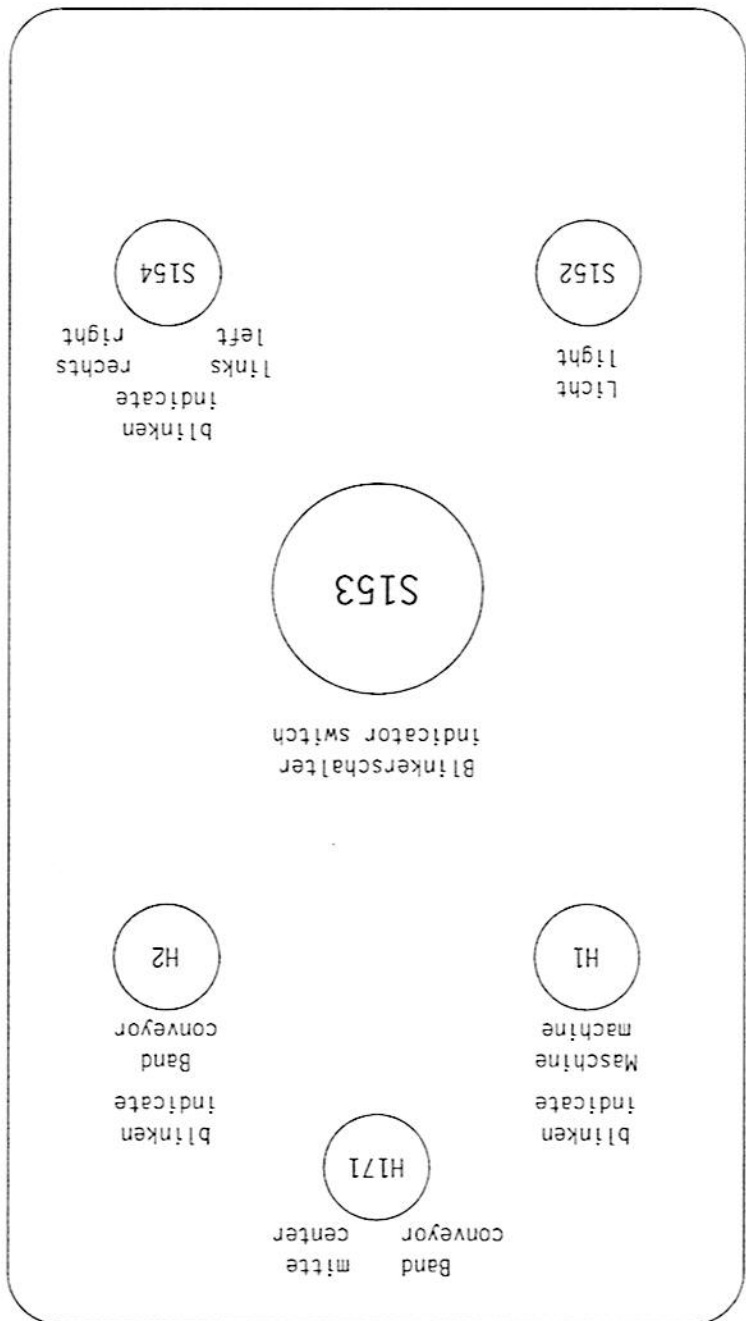 Band mitte
conveyor center
H171
blinken
indicate
Maschine
machine
H1
blinken
indicate
Band
conveyor
H2
Blinkerschalter
indicator switch
S153
Licht
light
S152
blinken
indicate
links rechts
left right
S154